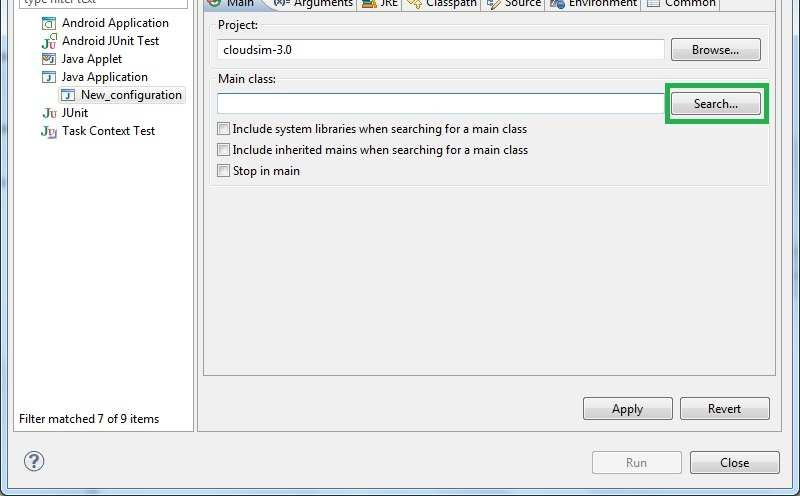 type filter text
Android Application
Android JUnit Test
Java Applet
Java Application
New_configuration
JUnit
Task Context Test
Filter matched 7 of 9 items
Main (x)= Arguments JRE Classpath Source Environment Common
Project:
cloudsim-3.0 Browse...
Main class:
Search...
Include system libraries when searching for a main class
Include inherited mains when searching for a main class
Stop in main
Apply Revert
Run Close